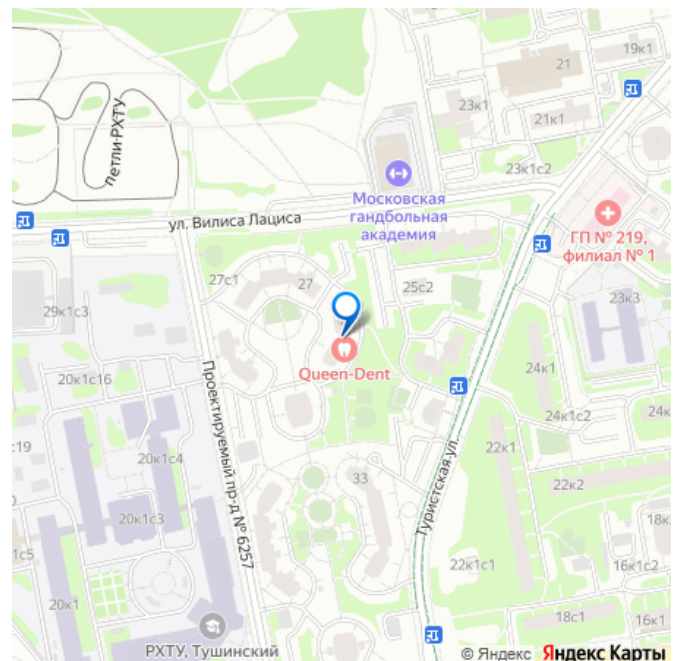 19к1
21
23к1
21к1
петли РХТУ
23к1с2
Московская
гандбольная
академия
ул. Вилиса Лациса
ГП № 219,
филиал № 1
27с1
27
25с2
23к3
29к1с3
Queen-Dent
24к1
20к1с16
Проектируемый пр-д № 6257
24к1с2
24к
с19
20к1с4
Туристская ул.
22к1
33
22к2
20к1с3
18к
1с5
22к1с1
16к1с2
20к1
18с1
16к1
РХТУ, Тушинский
© Яндекс Яндекс Карты